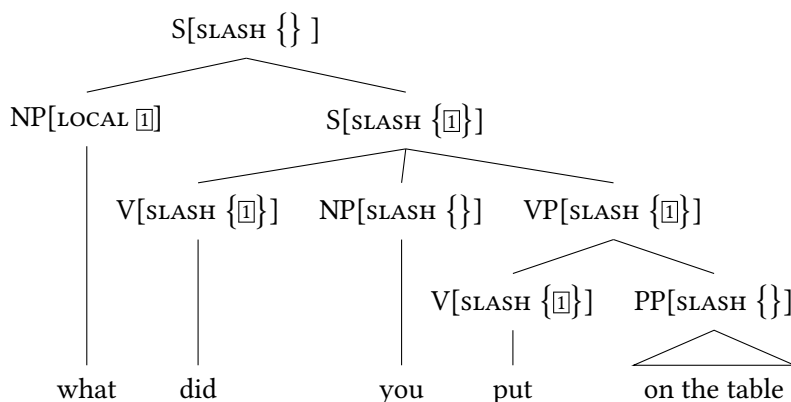 S[SLASH {} ]
NP[LOCAL 1] S[SLASH {1}]
V[SLASH {1}] NP[SLASH {}] VP[SLASH {1}]
V[SLASH {1}] PP[SLASH {}]
what did you put on the table